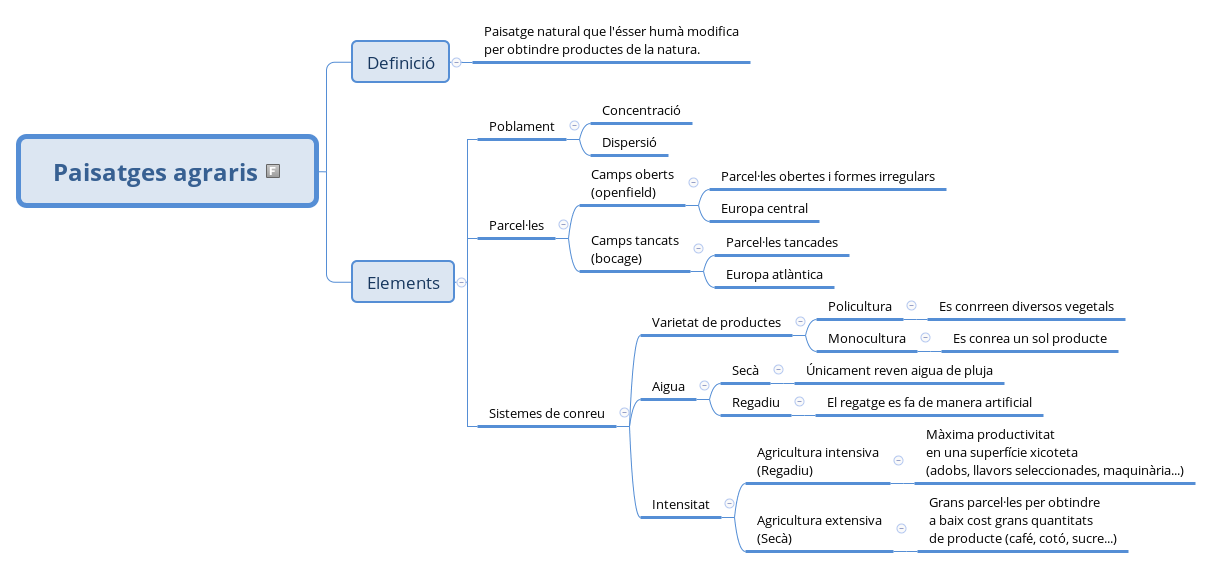 Paisatges agraris
F
Definició
Paisatge natural que l'ésser humà modifica
per obtindre productes de la natura.
Elements
Poblament
Concentració
Dispersió
Parcel·les
Camps oberts
(openfield)
Parcel·les obertes i formes irregulars
Europa central
Camps tancats
(bocage)
Parcel·les tancades
Europa atlàntica
Sistemes de conreu
Varietat de productes
Policultura
Es conrreen diversos vegetals
Monocultura
Es conrea un sol producte
Aigua
Secà
Únicament reven aigua de pluja
Regadiu
El regatge es fa de manera artificial
Intensitat
Agricultura intensiva
(Regadiu)
Màxima productivitat
en una superfície xicoteta
(adobs, llavors seleccionades, maquinària...)
Agricultura extensiva
(Secà)
Grans parcel·les per obtindre
a baix cost grans quantitats
de producte (café, cotó, sucre...)